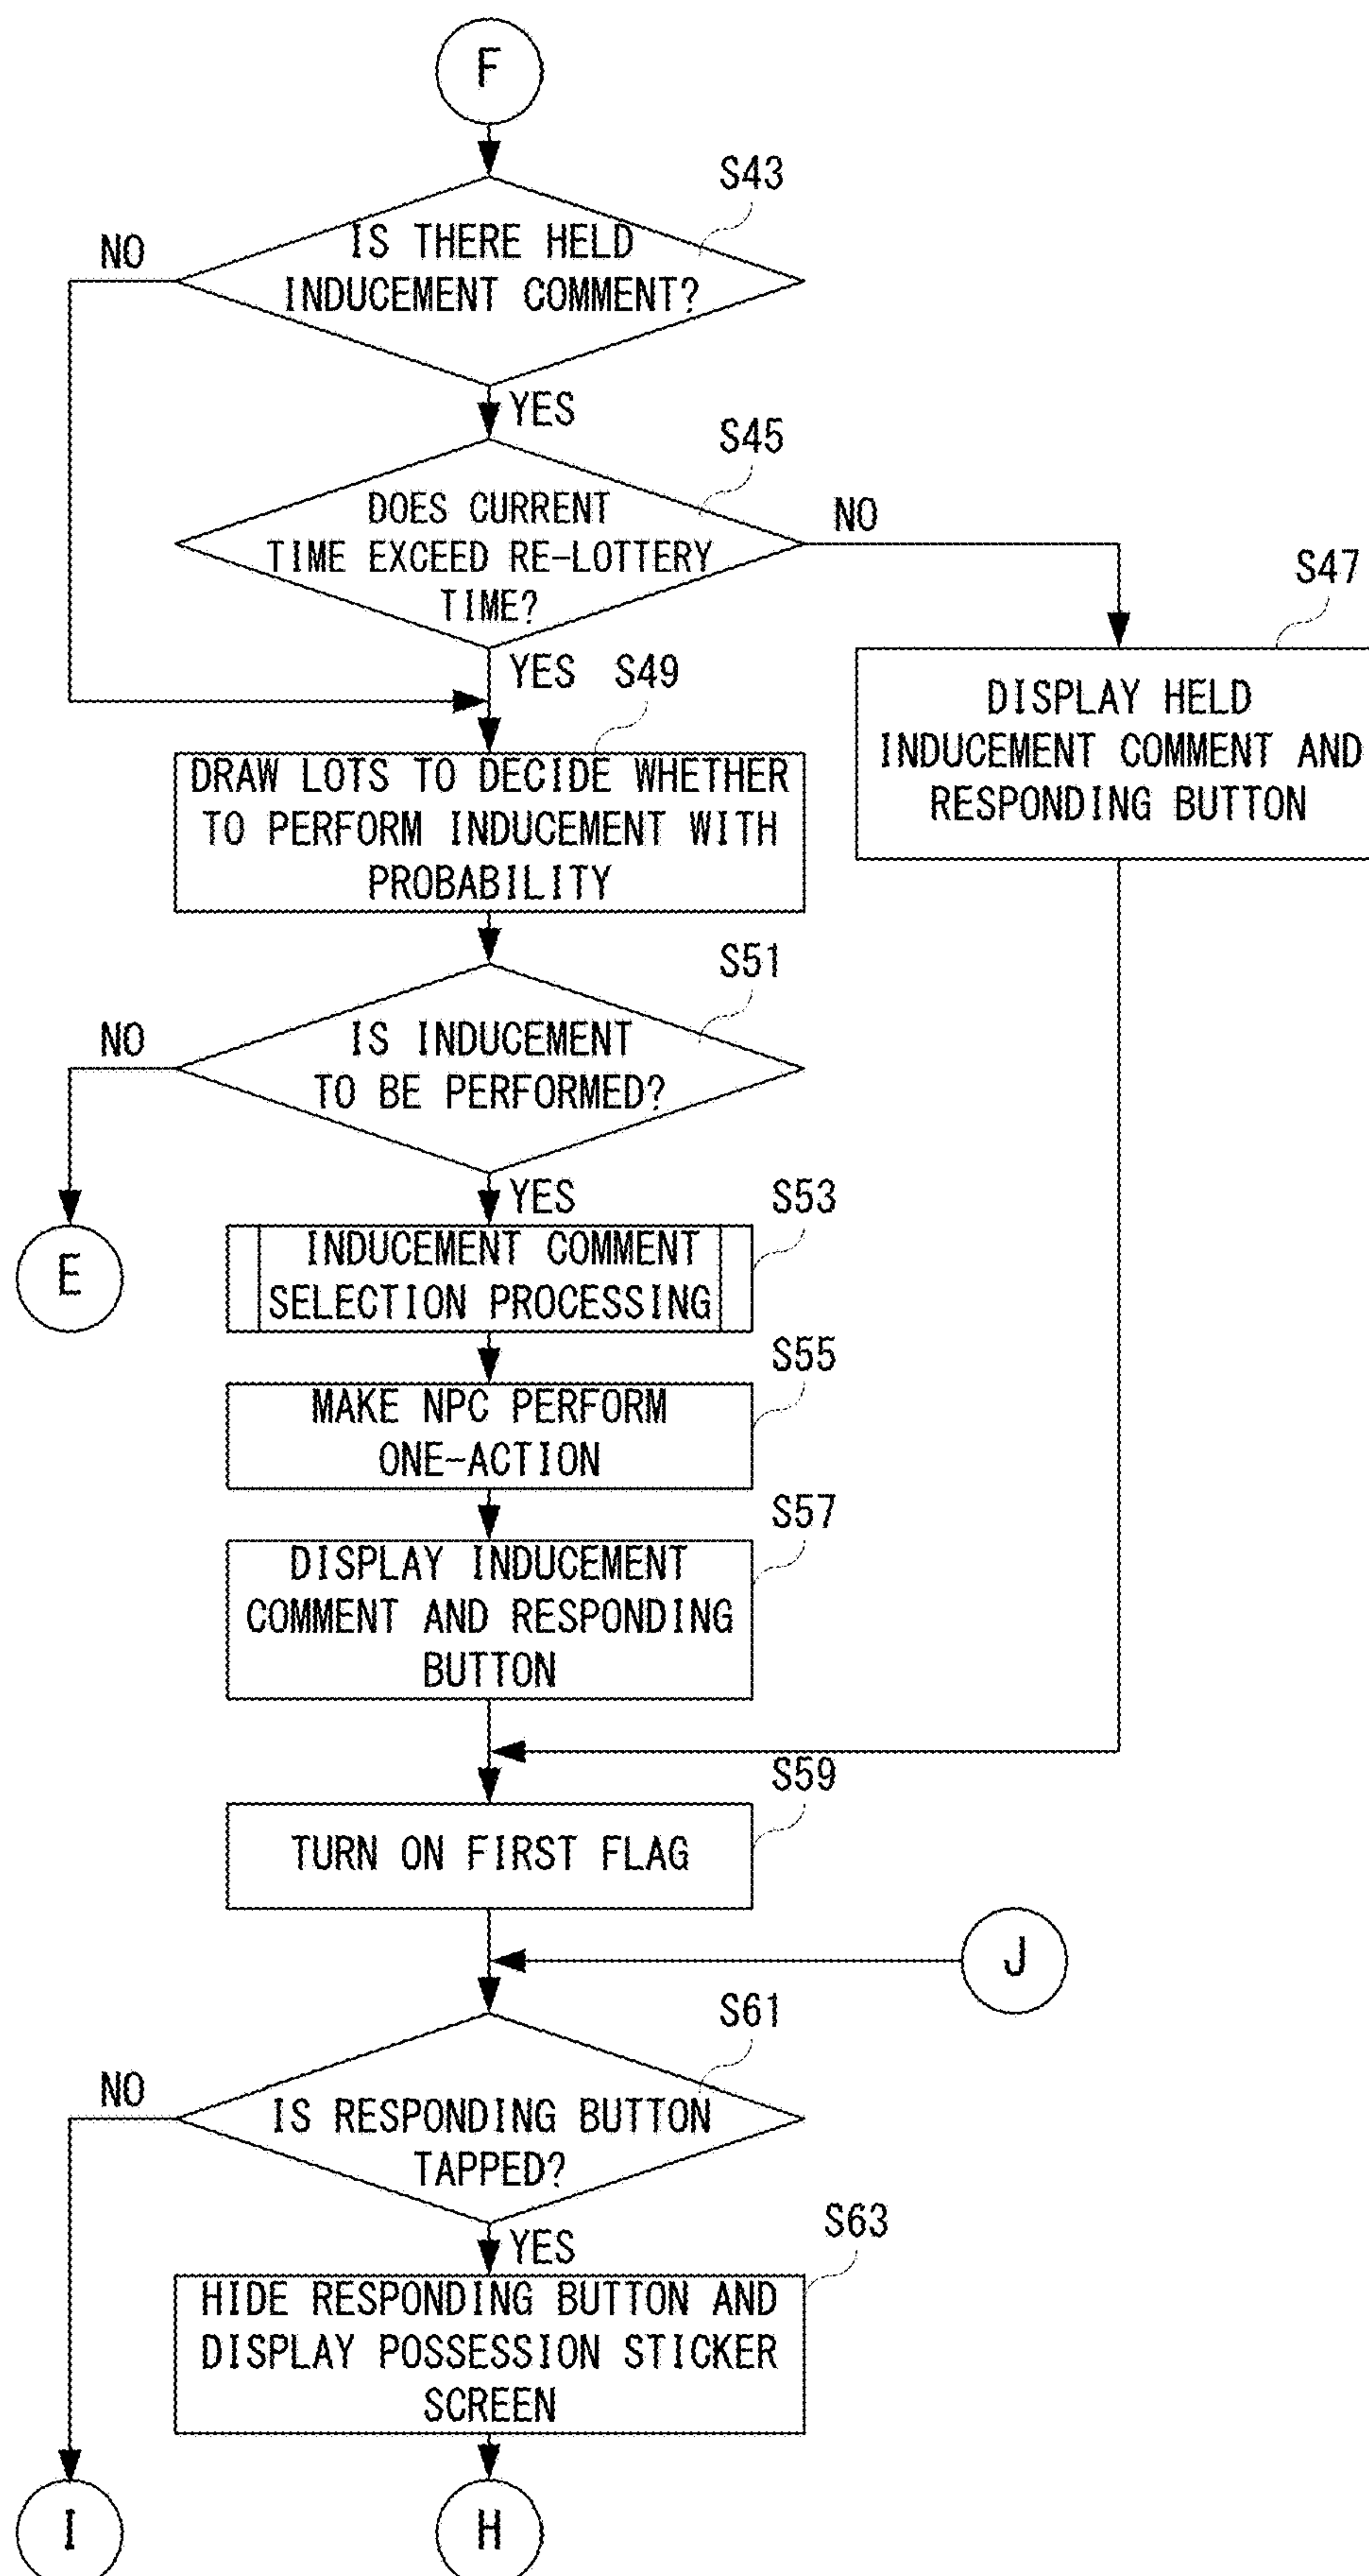 F
S43
NO
IS THERE HELD
INDUCEMENT COMMENT?
YES
S45
DOES CURRENT
TIME EXCEED RE-LOTTERY
TIME?
NO
S47
YES
S49
DISPLAY HELD
INDUCEMENT COMMENT AND
RESPONDING BUTTON
DRAW LOTS TO DECIDE WHETHER
TO PERFORM INDUCEMENT WITH
PROBABILITY
S51
NO
IS INDUCEMENT
TO BE PERFORMED?
YES
S53
E
INDUCEMENT COMMENT
SELECTION PROCESSING
S55
MAKE NPC PERFORM
ONE-ACTION
S57
DISPLAY INDUCEMENT
COMMENT AND RESPONDING
BUTTON
S59
TURN ON FIRST FLAG
J
S61
NO
IS RESPONDING BUTTON
TAPPED?
YES
S63
HIDE RESPONDING BUTTON AND
DISPLAY POSSESSION STICKER
SCREEN
I
H